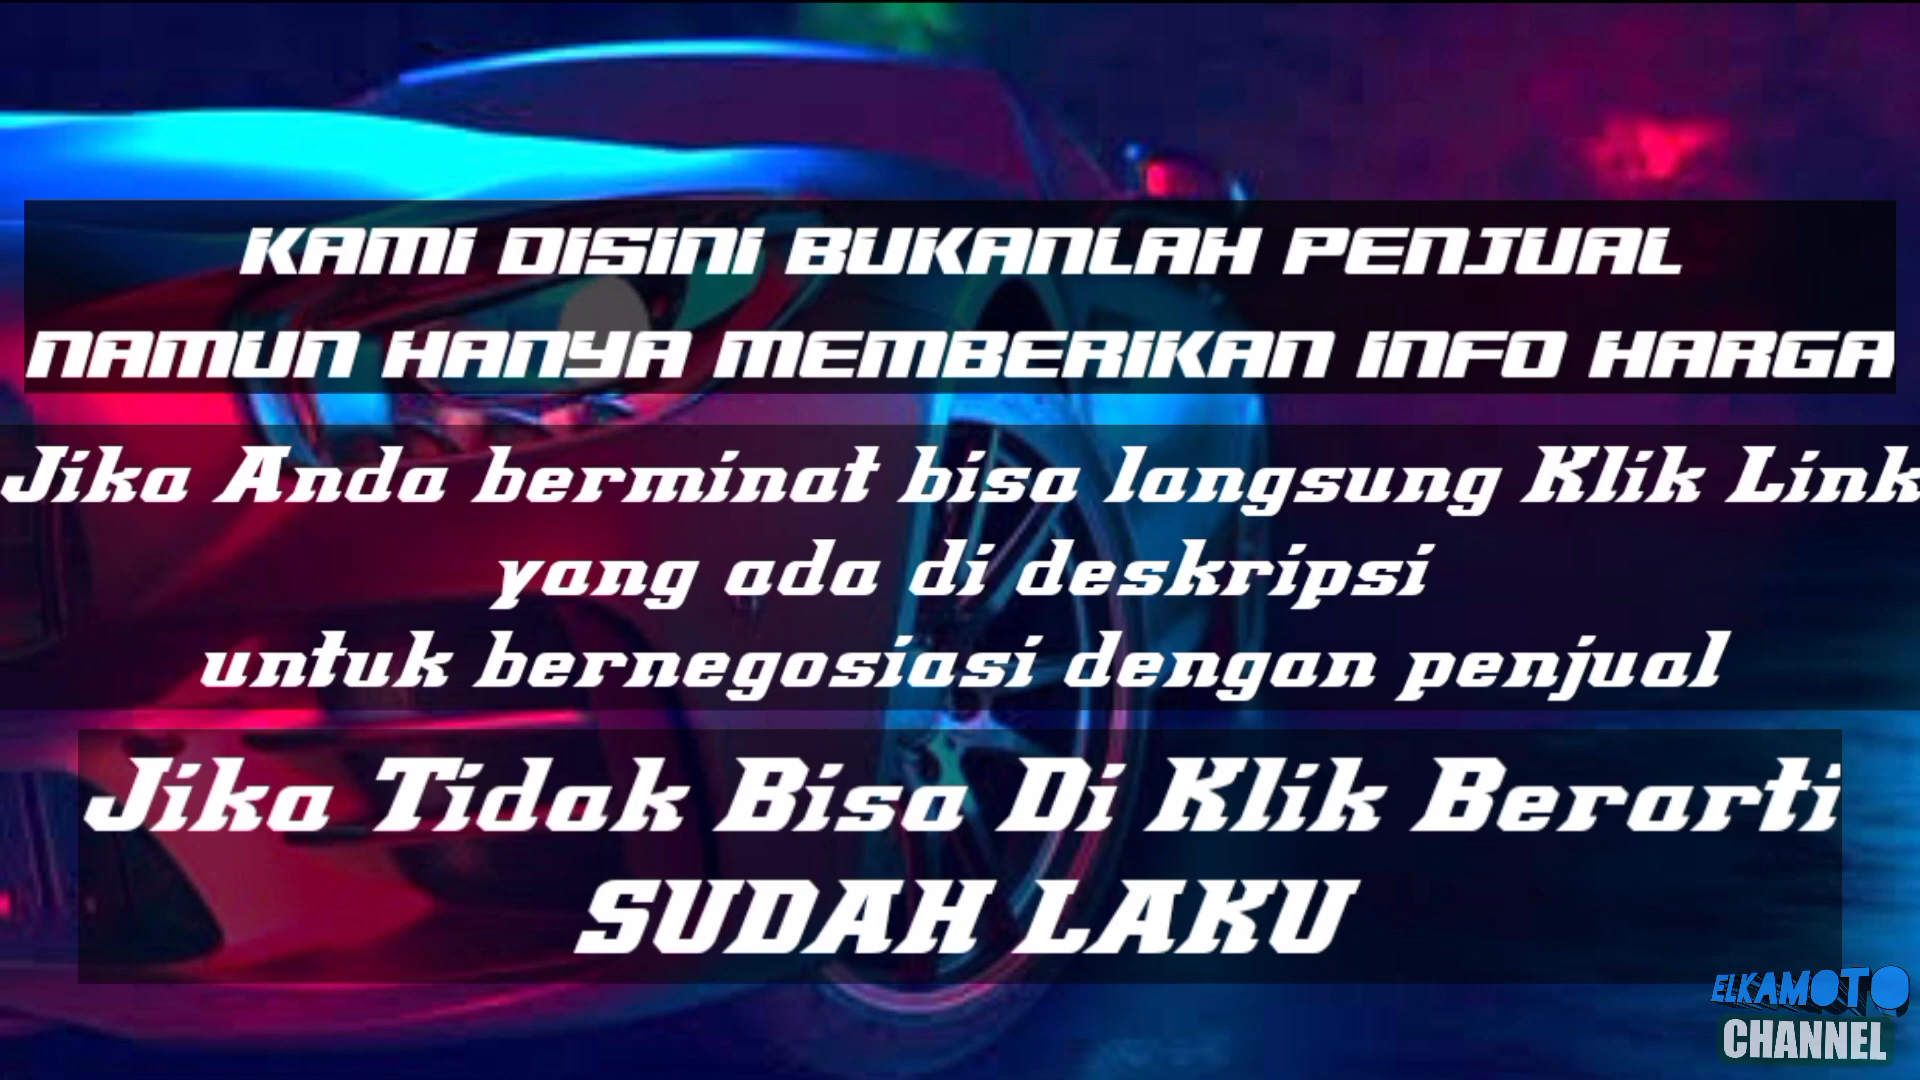 KAMI DISINI BUKANLAH PENJUAL
NAMUN HANYA MEMBERIKAN INFO HARGA
Jika Anda berminat bisa langsung Klik Link
yang ada di deskripsi
untuk bernegosiasi dengan penjual
Jika Tidak Bisa Di Klik Berarti
SUDAH LAKU
ELKAMOTO
CHANNEL